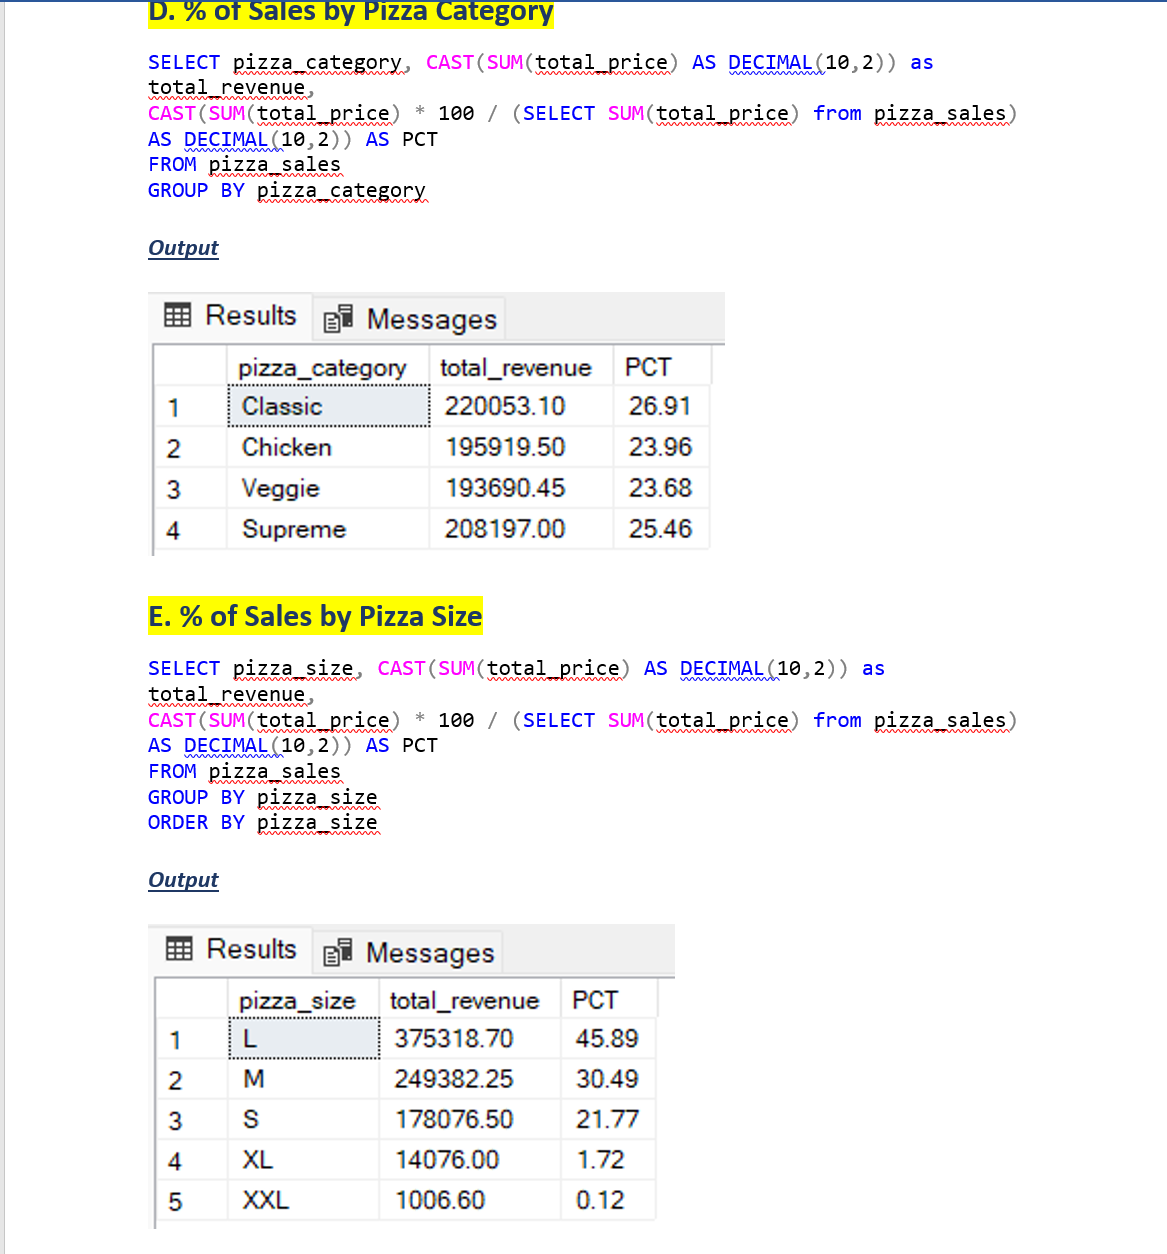 D. % of Sales by Pizza Category
SELECT pizza_category, CAST(SUM(total_price) AS DECIMAL(10,2)) as
total_revenue,
CAST(SUM(total_price) * 100 / (SELECT SUM(total_price) from pizza_sales)
AS DECIMAL(10,2)) AS PCT
FROM pizza_sales
GROUP BY pizza_category
Output
Results Messages
pizza_category total_revenue PCT
1 Classic 220053.10 26.91
2 Chicken 195919.50 23.96
3 Veggie 193690.45 23.68
4 Supreme 208197.00 25.46
E. % of Sales by Pizza Size
SELECT pizza_size, CAST(SUM(total_price) AS DECIMAL(10,2)) as
total_revenue,
CAST(SUM(total_price) * 100 / (SELECT SUM(total_price) from pizza_sales)
AS DECIMAL(10,2)) AS PCT
FROM pizza_sales
GROUP BY pizza_size
ORDER BY pizza_size
Output
Results Messages
pizza_size total_revenue PCT
1 L 375318.70 45.89
2 M 249382.25 30.49
3 S 178076.50 21.77
4 XL 14076.00 1.72
5 XXL 1006.60 0.12